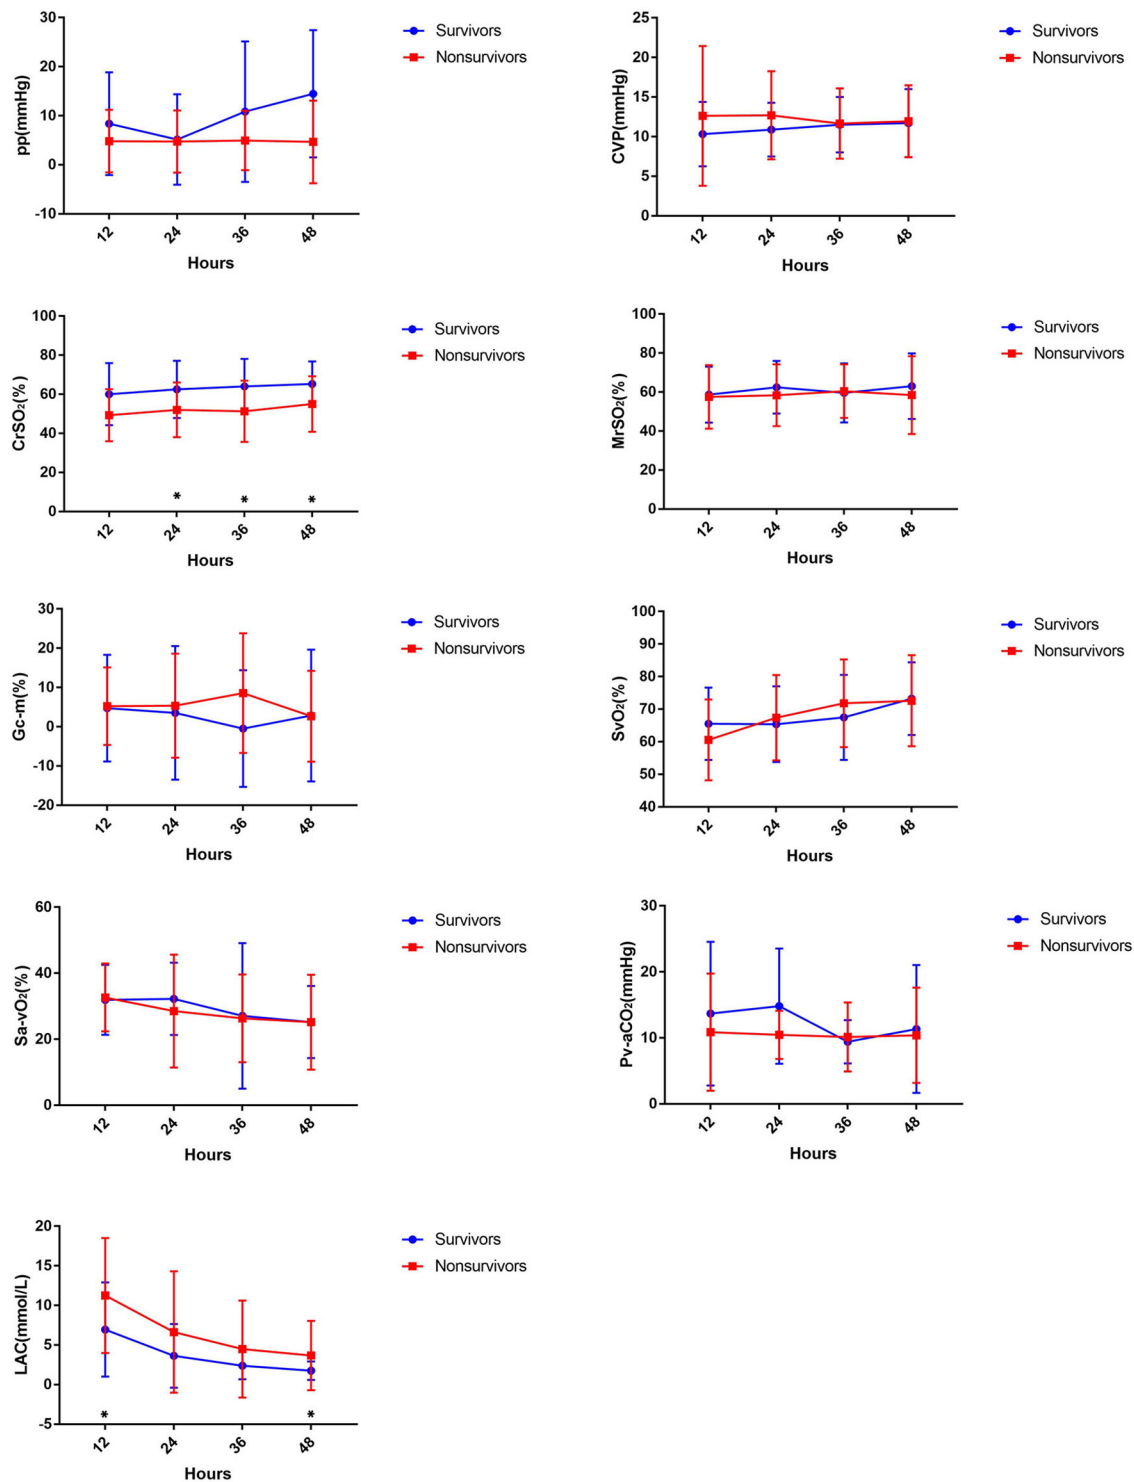 30
20
10
0
-10
pp(mmHg)
12 24 36 48
Hours
Survivors
Nonsurvivors
25
20
15
10
5
0
CVP(mmHg)
12 24 36 48
Hours
Survivors
Nonsurvivors
100
80
60
40
20
0
CrSO₂(%)
* * *
12 24 36 48
Hours
Survivors
Nonsurvivors
100
80
60
40
20
0
MrSO₂(%)
12 24 36 48
Hours
Survivors
Nonsurvivors
30
20
10
0
-10
-20
Gc-m(%)
12 24 36 48
Hours
Survivors
Nonsurvivors
100
90
80
70
60
50
40
SvO₂(%)
12 24 36 48
Hours
Survivors
Nonsurvivors
60
40
20
0
Sa-vO₂(%)
12 24 36 48
Hours
Survivors
Nonsurvivors
30
20
10
0
Pv-aCO₂(mmHg)
12 24 36 48
Hours
Survivors
Nonsurvivors
20
15
10
5
0
-5
LAC(mmol/L)
* *
12 24 36 48
Hours
Survivors
Nonsurvivors